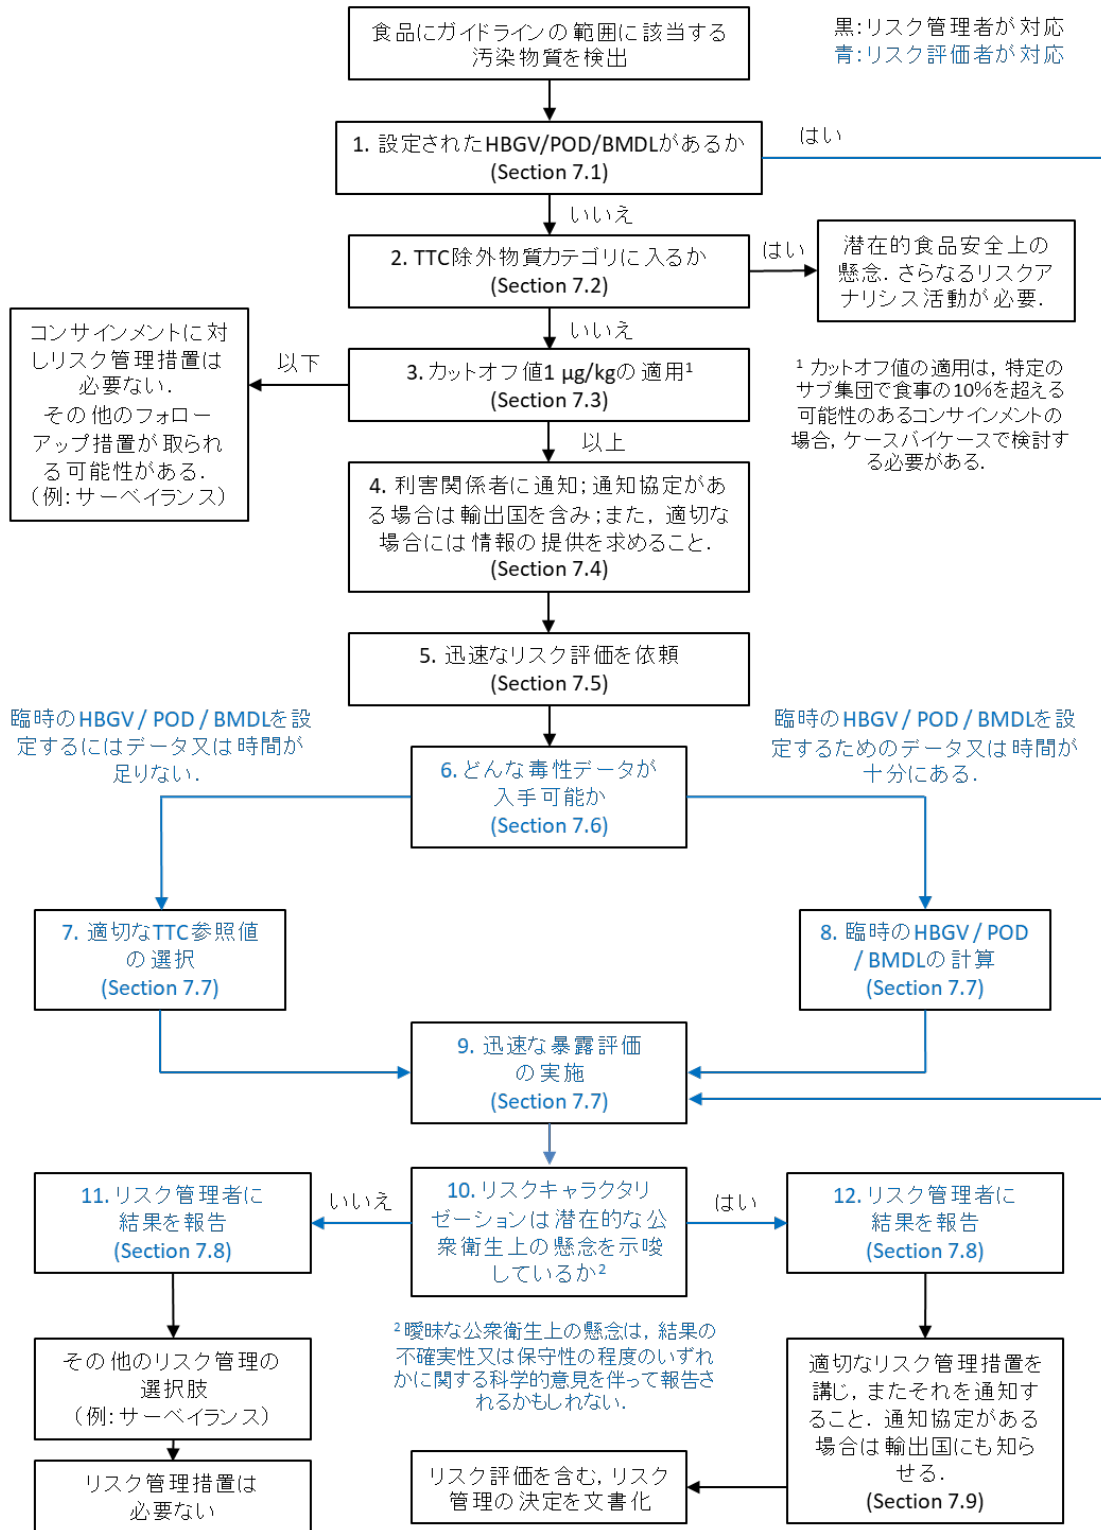 食品にガイドラインの範囲に該当する
汚染物質を検出
黒:リスク管理者が対応
青:リスク評価者が対応
1. 設定されたHBGV/POD/BMDLがあるか
(Section 7.1)
はい
いいえ
2. TTC除外物質カテゴリに入るか
(Section 7.2)
はい
潜在的食品安全上の
懸念. さらなるリスクア
ナリシス活動が必要.
いいえ
コンサインメントに対
しリスク管理措置は
必要ない.
その他のフォロー
アップ措置が取られ
る可能性がある.
(例:サーベイランス)
以下
3. カットオフ値1 µg/kgの適用¹
(Section 7.3)
¹ カットオフ値の適用は, 特定の
サブ集団で食事の10%を超える
可能性のあるコンサインメントの
場合, ケースバイケースで検討す
る必要がある.
以上
4. 利害関係者に通知;通知協定があ
る場合は輸出国を含み;また, 適切な
場合には情報の提供を求めること.
(Section 7.4)
5. 迅速なリスク評価を依頼
(Section 7.5)
臨時のHBGV / POD / BMDLを設
定するにはデータ又は時間が
足りない.
臨時のHBGV / POD / BMDLを設
定するためのデータ又は時間が
十分にある.
6. どんな毒性データが
入手可能か
(Section 7.6)
7. 適切なTTC参照値
の選択
(Section 7.7)
8. 臨時のHBGV / POD
/ BMDLの計算
(Section 7.7)
9. 迅速な暴露評価
の実施
(Section 7.7)
11. リスク管理者に
結果を報告
(Section 7.8)
いいえ
10. リスクキャラクタリ
ゼーションは潜在的な公
衆衛生上の懸念を示唆
しているか²
はい
12. リスク管理者に
結果を報告
(Section 7.8)
² 曖昧な公衆衛生上の懸念は, 結果の
不確実性又は保守性の程度のいずれ
かに関する科学的意見を伴って報告さ
れるかもしれない.
その他のリスク管理の
選択肢
(例:サーベイランス)
適切なリスク管理措置を
講じ, またそれを通知す
ること. 通知協定がある
場合は輸出国にも知ら
せる.
(Section 7.9)
リスク管理措置は
必要ない
リスク評価を含む, リスク
管理の決定を文書化